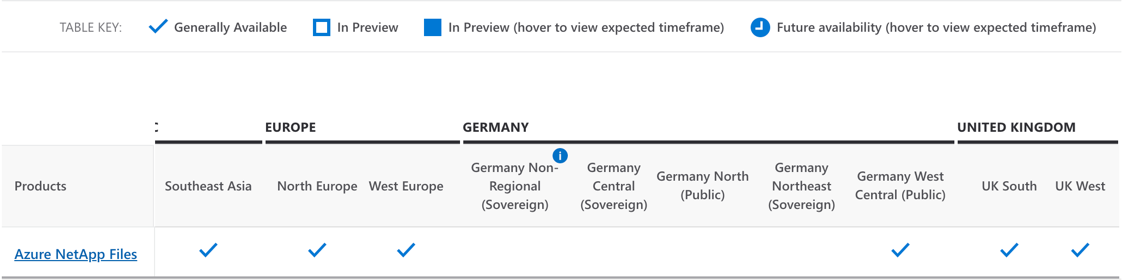 TABLE KEY: Generally Available In Preview In Preview (hover to view expected timeframe) Future availability (hover to view expected timeframe)
C EUROPE GERMANY UNITED KINGDOM
Products
Southeast Asia
North Europe
West Europe
Germany Non-
Regional
(Sovereign)
Germany
Central
(Sovereign)
Germany North
(Public)
Germany
Northeast
(Sovereign)
Germany West
Central (Public)
UK South
UK West
Azure NetApp Files